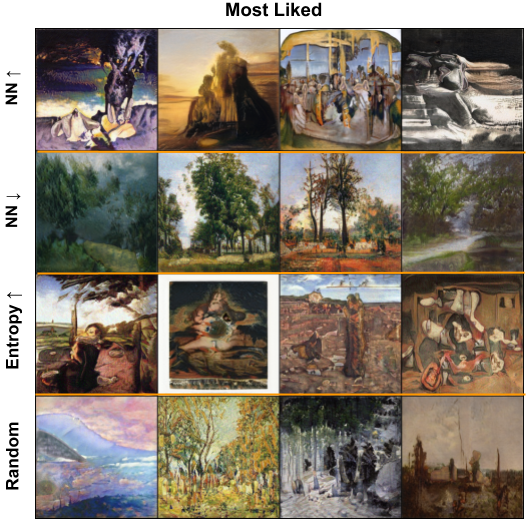 Most Liked
NN ↑
NN ↓
Entropy ↑
Random